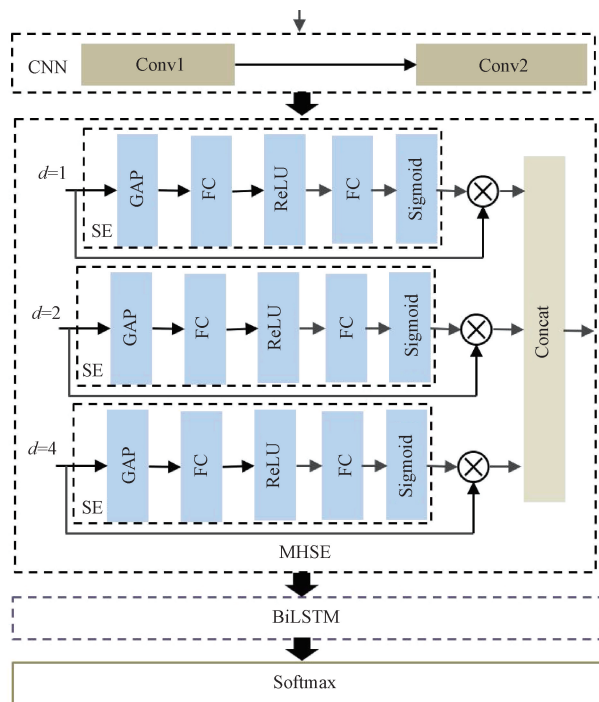 CNN Conv1 Conv2
d=1 GAP FC ReLU FC Sigmoid
SE
d=2 GAP FC ReLU FC Sigmoid
SE
d=4 GAP FC ReLU FC Sigmoid
SE
Concat
MHSE
BiLSTM
Softmax